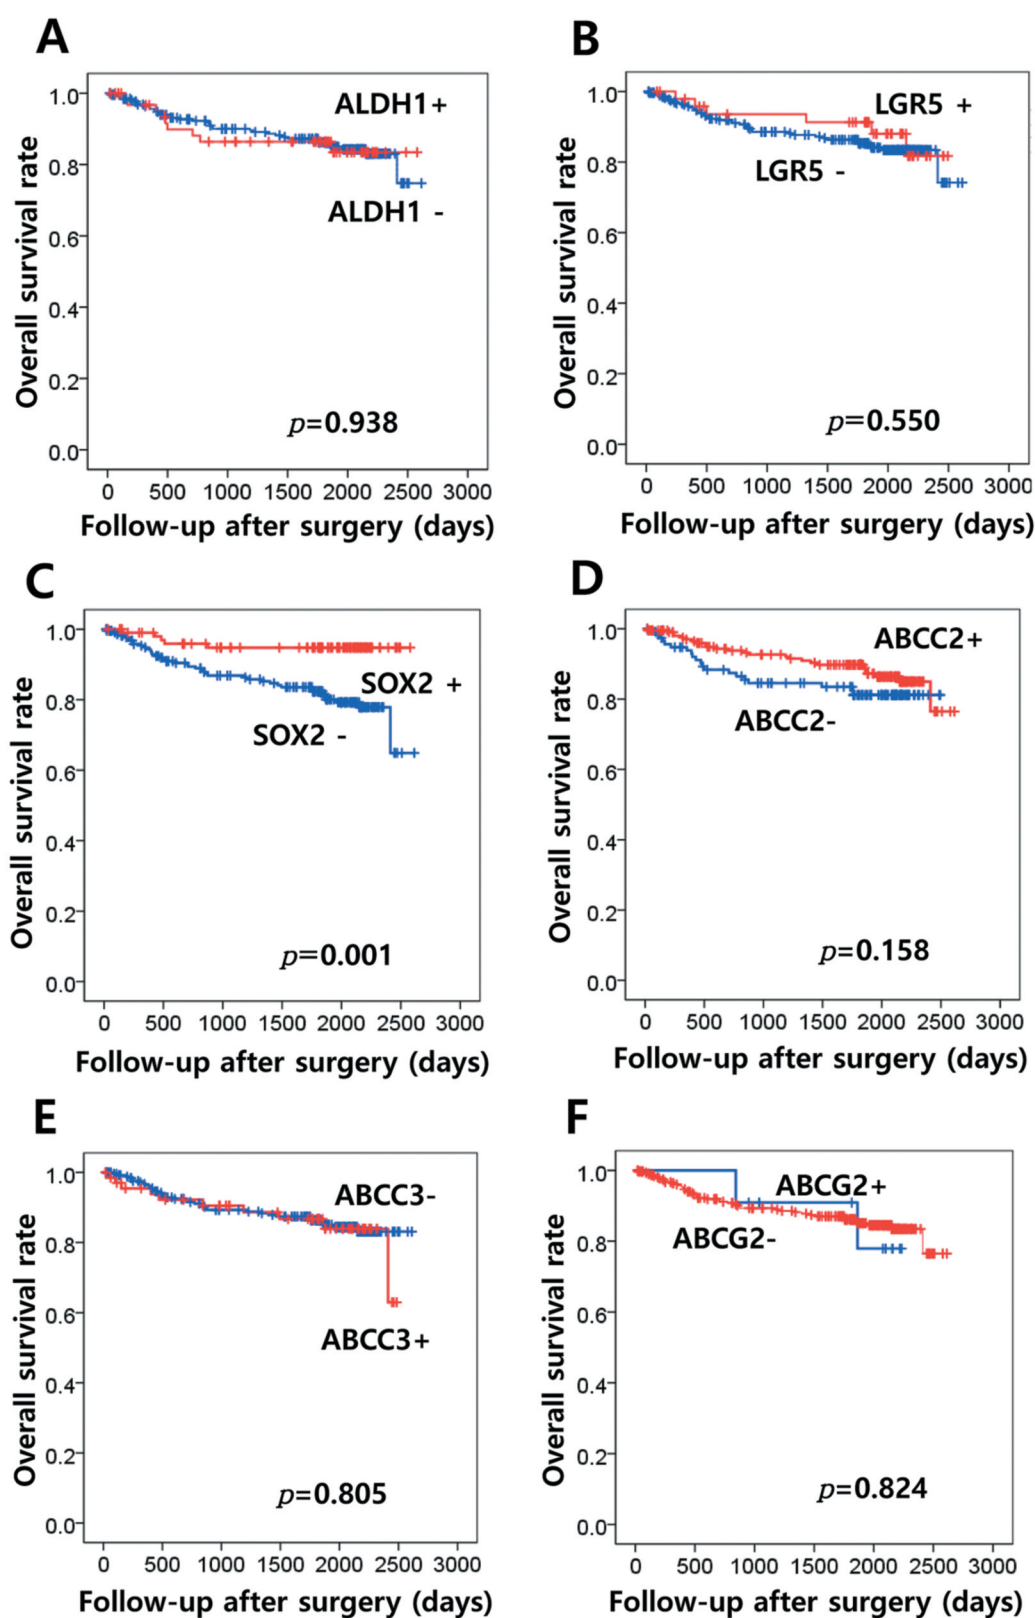 A
B
Overall survival rate
1.0
0.8
0.6
0.4
0.2
0.0
ALDH1+
ALDH1 -
p=0.938
0 500 1000 1500 2000 2500 3000
Follow-up after surgery (days)
Overall survival rate
1.0
0.8
0.6
0.4
0.2
0.0
LGR5 +
LGR5 -
p=0.550
0 500 1000 1500 2000 2500 3000
Follow-up after surgery (days)
C
D
Overall survival rate
1.0
0.8
0.6
0.4
0.2
0.0
SOX2 +
SOX2 -
p=0.001
0 500 1000 1500 2000 2500 3000
Follow-up after surgery (days)
Overall survival rate
1.0
0.8
0.6
0.4
0.2
0.0
ABCC2+
ABCC2-
p=0.158
0 500 1000 1500 2000 2500 3000
Follow-up after surgery (days)
E
F
Overall survival rate
1.0
0.8
0.6
0.4
0.2
0.0
ABCC3-
ABCC3+
p=0.805
0 500 1000 1500 2000 2500 3000
Follow-up after surgery (days)
Overall survival rate
1.0
0.8
0.6
0.4
0.2
0.0
ABCG2+
ABCG2-
p=0.824
0 500 1000 1500 2000 2500 3000
Follow-up after surgery (days)